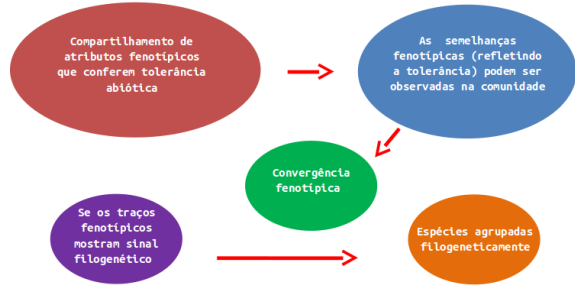 Compartilhamento de
atributos fenotípicos
que conferem tolerância
abiótica
As semelhanças
fenotípicas (refletindo
a tolerância) podem ser
observadas na comunidade
Convergência
fenotípica
Se os traços
fenotípicos
mostram sinal
filogenético
Espécies agrupadas
filogeneticamente